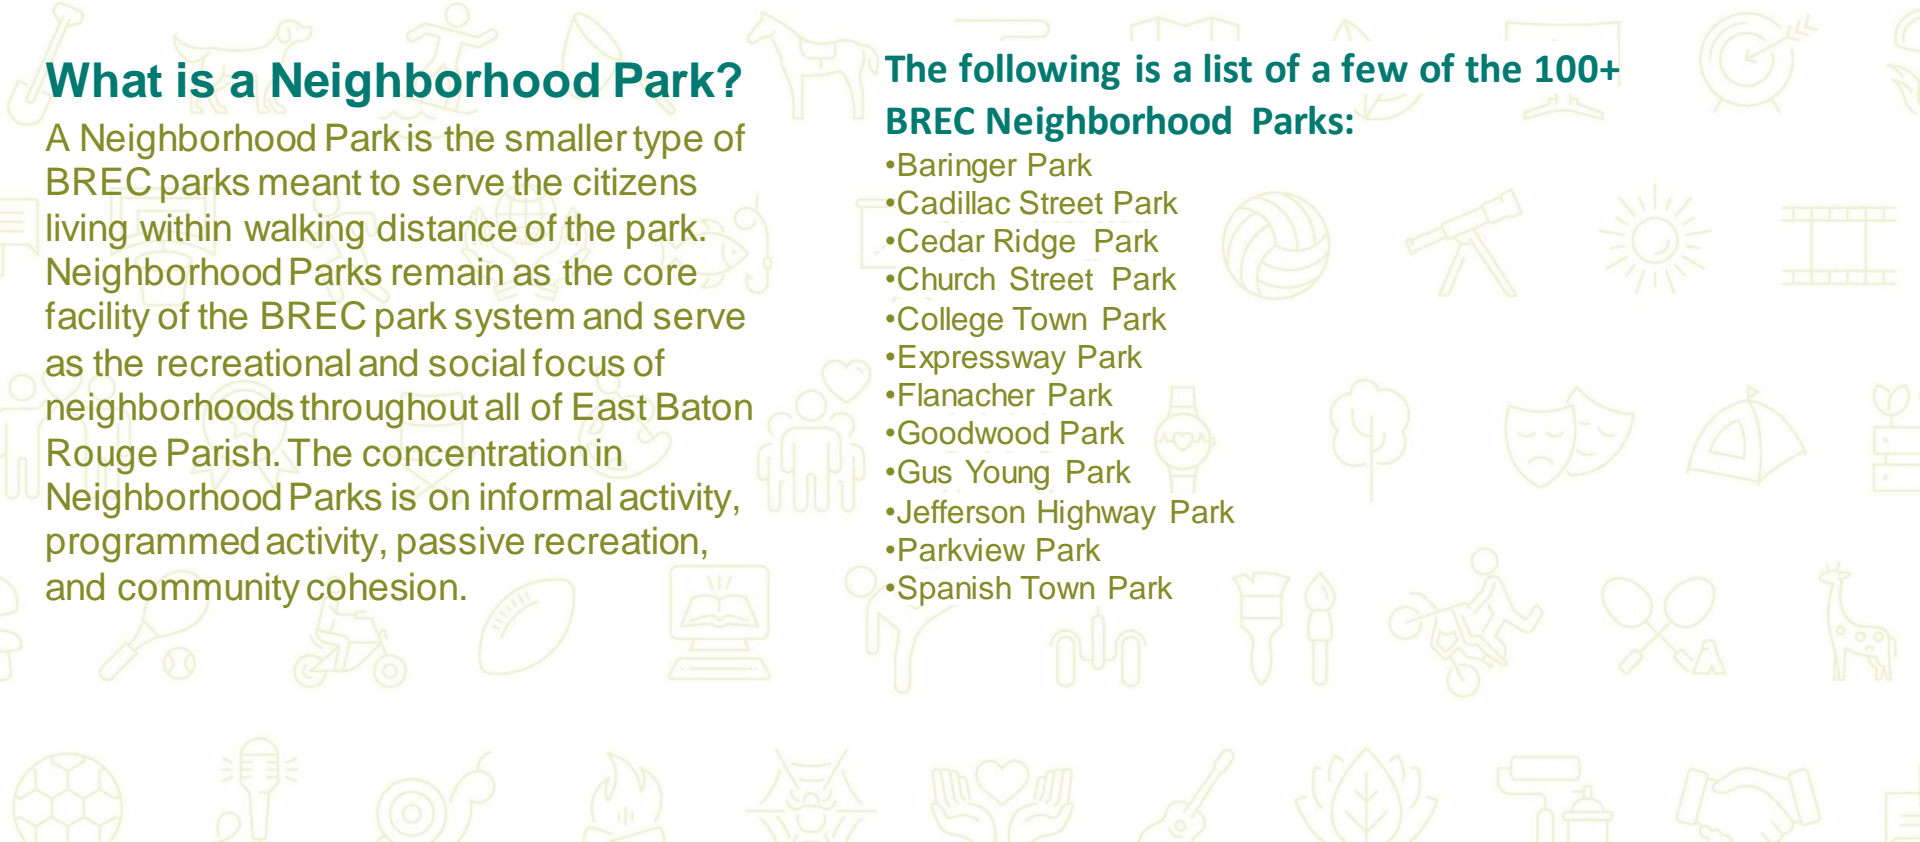 What is a Neighborhood Park?
A Neighborhood Park is the smaller type of
BREC parks meant to serve the citizens
living within walking distance of the park.
Neighborhood Parks remain as the core
facility of the BREC park system and serve
as the recreational and social focus of
neighborhoods throughout all of East Baton
Rouge Parish. The concentration in
Neighborhood Parks is on informal activity,
programmed activity, passive recreation,
and community cohesion.
The following is a list of a few of the 100+
BREC Neighborhood Parks:
•Baringer Park
•Cadillac Street Park
•Cedar Ridge Park
•Church Street Park
•College Town Park
•Expressway Park
•Flanacher Park
•Goodwood Park
•Gus Young Park
•Jefferson Highway Park
•Parkview Park
•Spanish Town Park